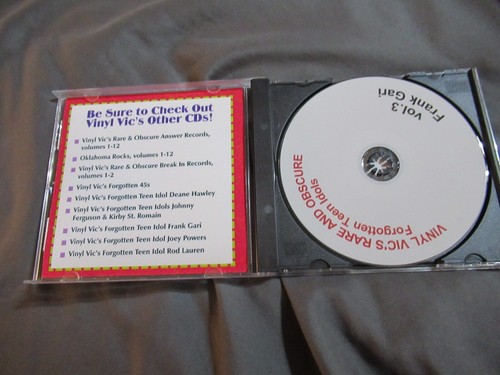 Be Sure to Check Out
Vinyl Vic's Other CDs!
Vinyl Vic's Rare & Obscure Answer Records,
volumes 1-12
Oklahoma Rocks, volumes 1-12
Vinyl Vic's Rare & Obscure Break In Records,
volumes 1-2
Vinyl Vic's Forgotten 45s
Vinyl Vic's Forgotten Teen Idol Deane Hawley
Vinyl Vic's Forgotten Teen Idols Johnny
Ferguson & Kirby St. Romain
Vinyl Vic's Forgotten Teen Idol Frank Gari
Vinyl Vic's Forgotten Teen Idol Joey Powers
Vinyl Vic's Forgotten Teen Idol Rod Lauren
VINYL VIC'S RARE AND OBSCURE
Forgotten Teen Idols
vol.3
Frank Gari